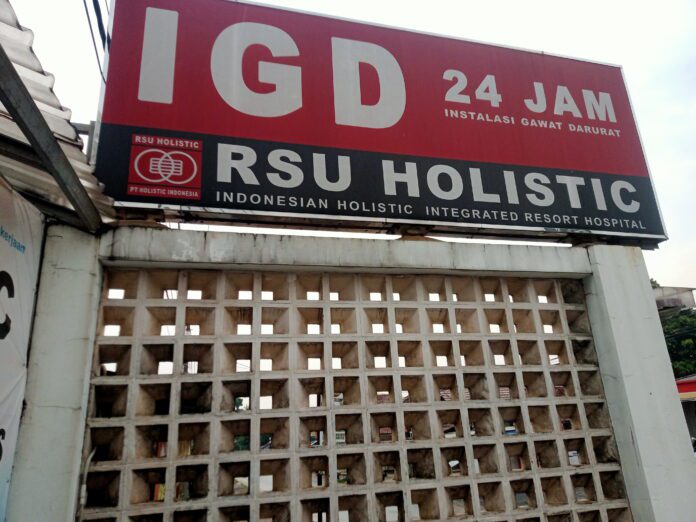 IGD
24 JAM
INSTALASI GAWAT DARURAT
RSU HOLISTIC
PT HOLISTIC INDONESIA
RSU HOLISTIC
INDONESIAN HOLISTIC INTEGRATED RESORT HOSPITAL